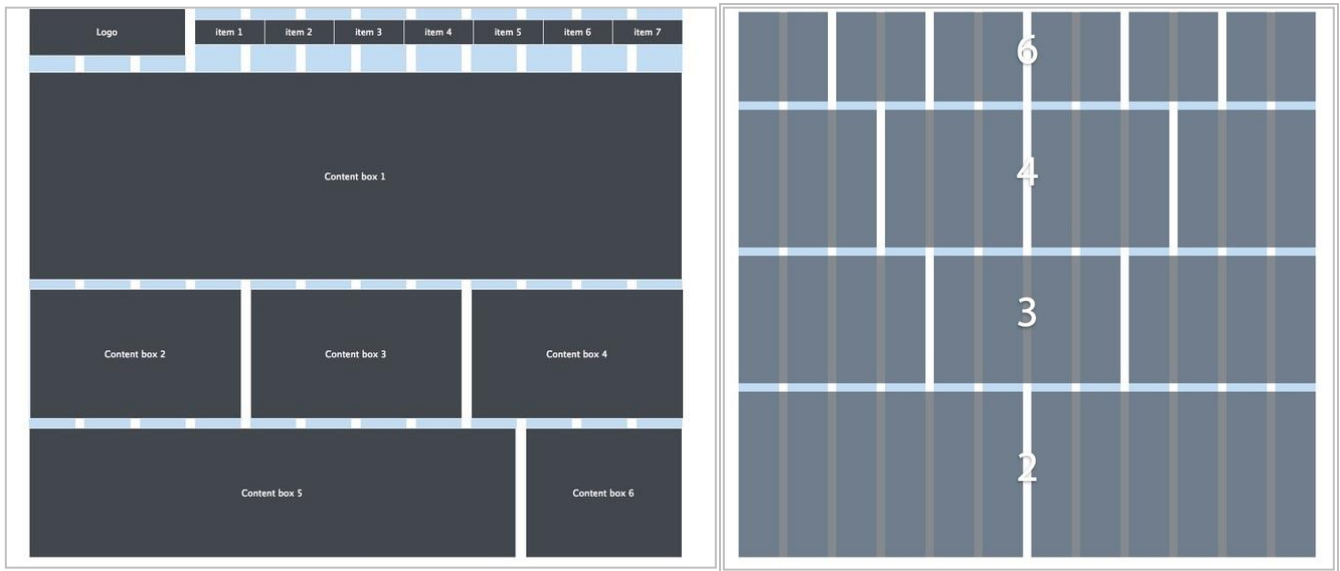 Logo
item 1 item 2 item 3 item 4 item 5 item 6 item 7
Content box 1
Content box 2 Content box 3 Content box 4
Content box 5 Content box 6
6
4
3
2